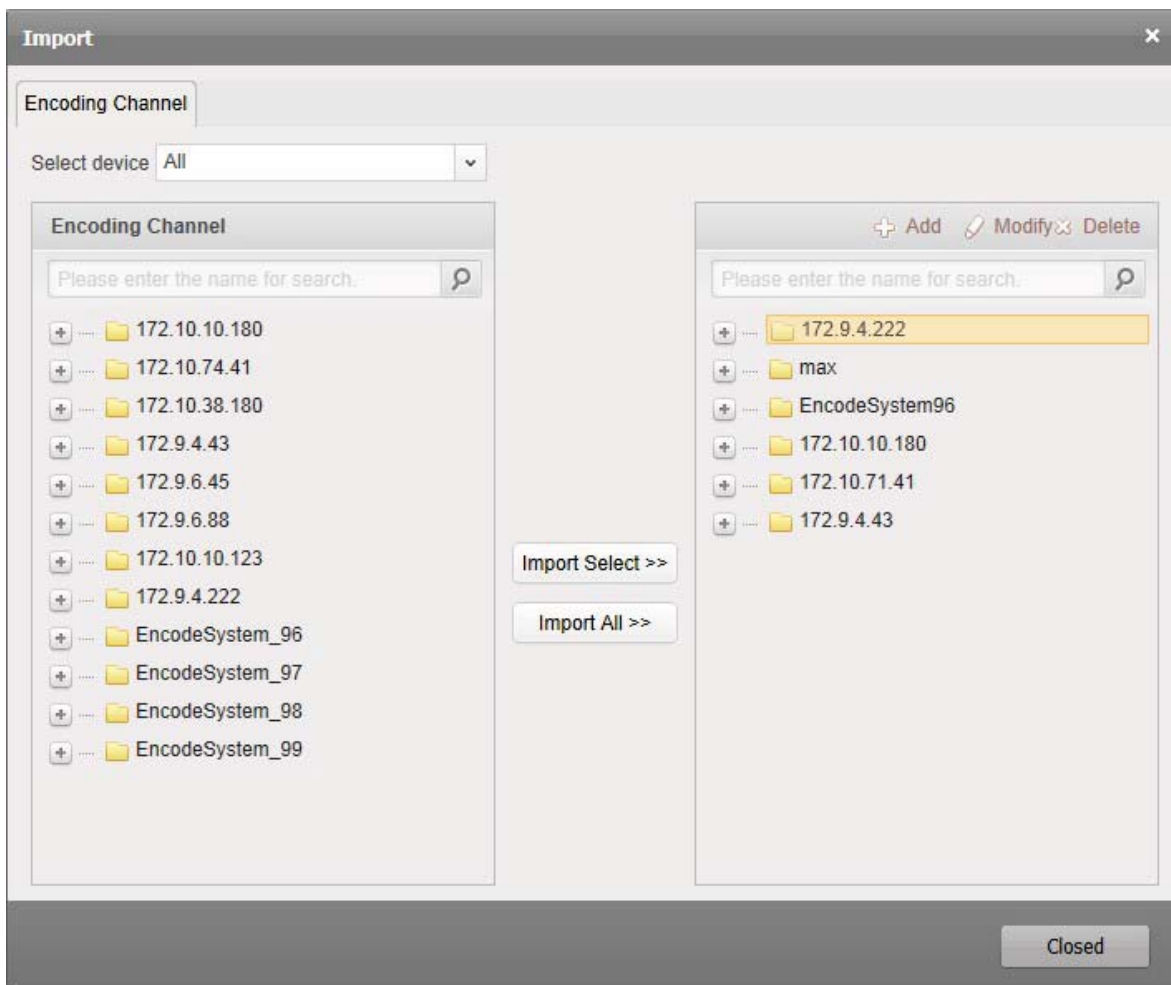 Import
Encoding Channel
Select device All
Encoding Channel
Please enter the name for search.
172.10.10.180
172.10.74.41
172.10.38.180
172.9.4.43
172.9.6.45
172.9.6.88
172.10.10.123
172.9.4.222
EncodeSystem_96
EncodeSystem_97
EncodeSystem_98
EncodeSystem_99
Import Select >>
Import All >>
Add Modify Delete
Please enter the name for search.
172.9.4.222
max
EncodeSystem96
172.10.10.180
172.10.71.41
172.9.4.43
Closed